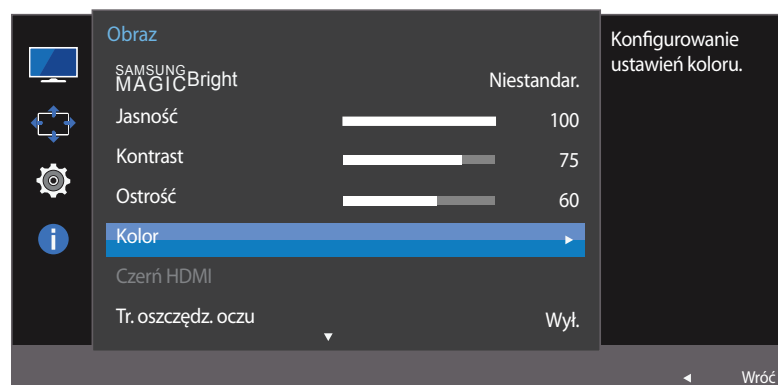 Obraz
SAMSUNG
MAGICBright Niestandar.
Jasność 100
Kontrast 75
Ostrość 60
Kolor
Czerń HDMI
Tr. oszczędz. oczu Wył.
Konfigurowanie
ustawień koloru.
Wróć